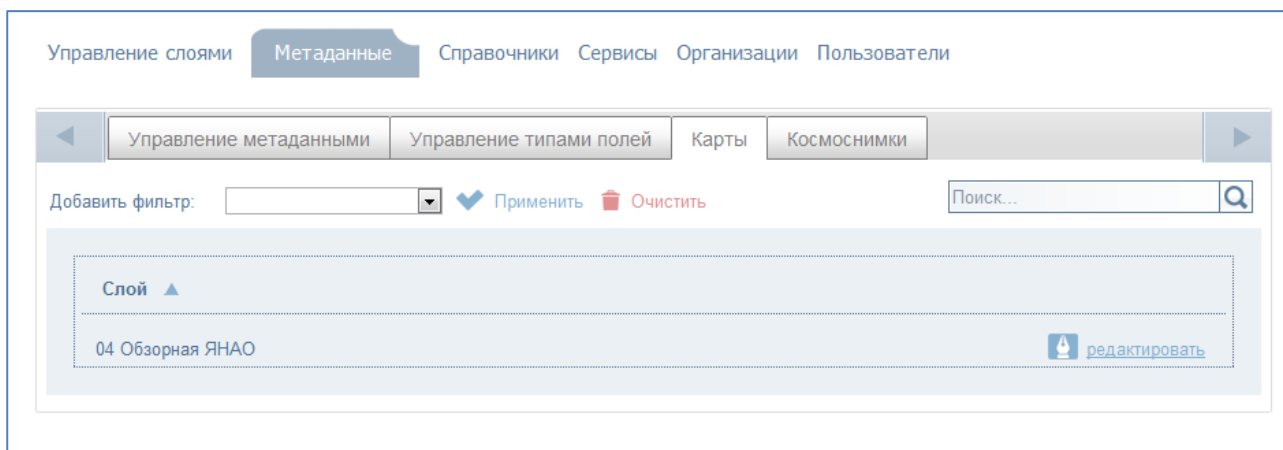 Управление слоями Метаданные Справочники Сервисы Организации Пользователи
Управление метаданными Управление типами полей Карты Космоснимки
Добавить фильтр: Применить Очистить Поиск...
Слой
04 Обзорная ЯНАО редактировать